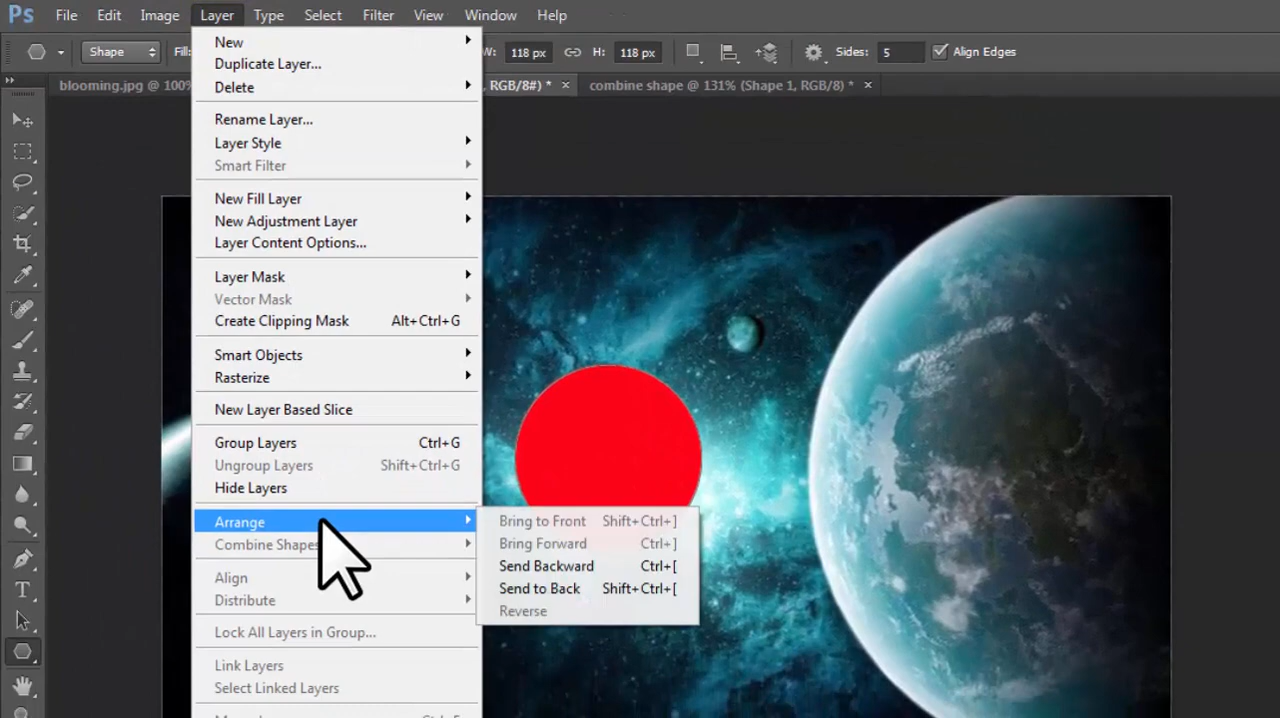 Ps File Edit Image Layer Type Select Filter View Window Help
Shape Fill: W: 118 px H: 118 px Sides: 5 Align Edges
blooming.jpg @ 100% , RGB/8#) * × combine shape @ 131% (Shape 1, RGB/8) * ×
New
Duplicate Layer...
Delete
Rename Layer...
Layer Style
Smart Filter
New Fill Layer
New Adjustment Layer
Layer Content Options...
Layer Mask
Vector Mask
Create Clipping Mask Alt+Ctrl+G
Smart Objects
Rasterize
New Layer Based Slice
Group Layers Ctrl+G
Ungroup Layers Shift+Ctrl+G
Hide Layers
Arrange
Combine Shapes
Align
Distribute
Lock All Layers in Group...
Link Layers
Select Linked Layers
Bring to Front Shift+Ctrl+]
Bring Forward Ctrl+]
Send Backward Ctrl+[
Send to Back Shift+Ctrl+[
Reverse